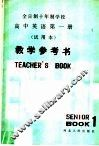 全日制十年制学校
高中英语第一册
（试用本）
教学参考书
TEACHER'S BOOK
SENIOR
BOOK 1